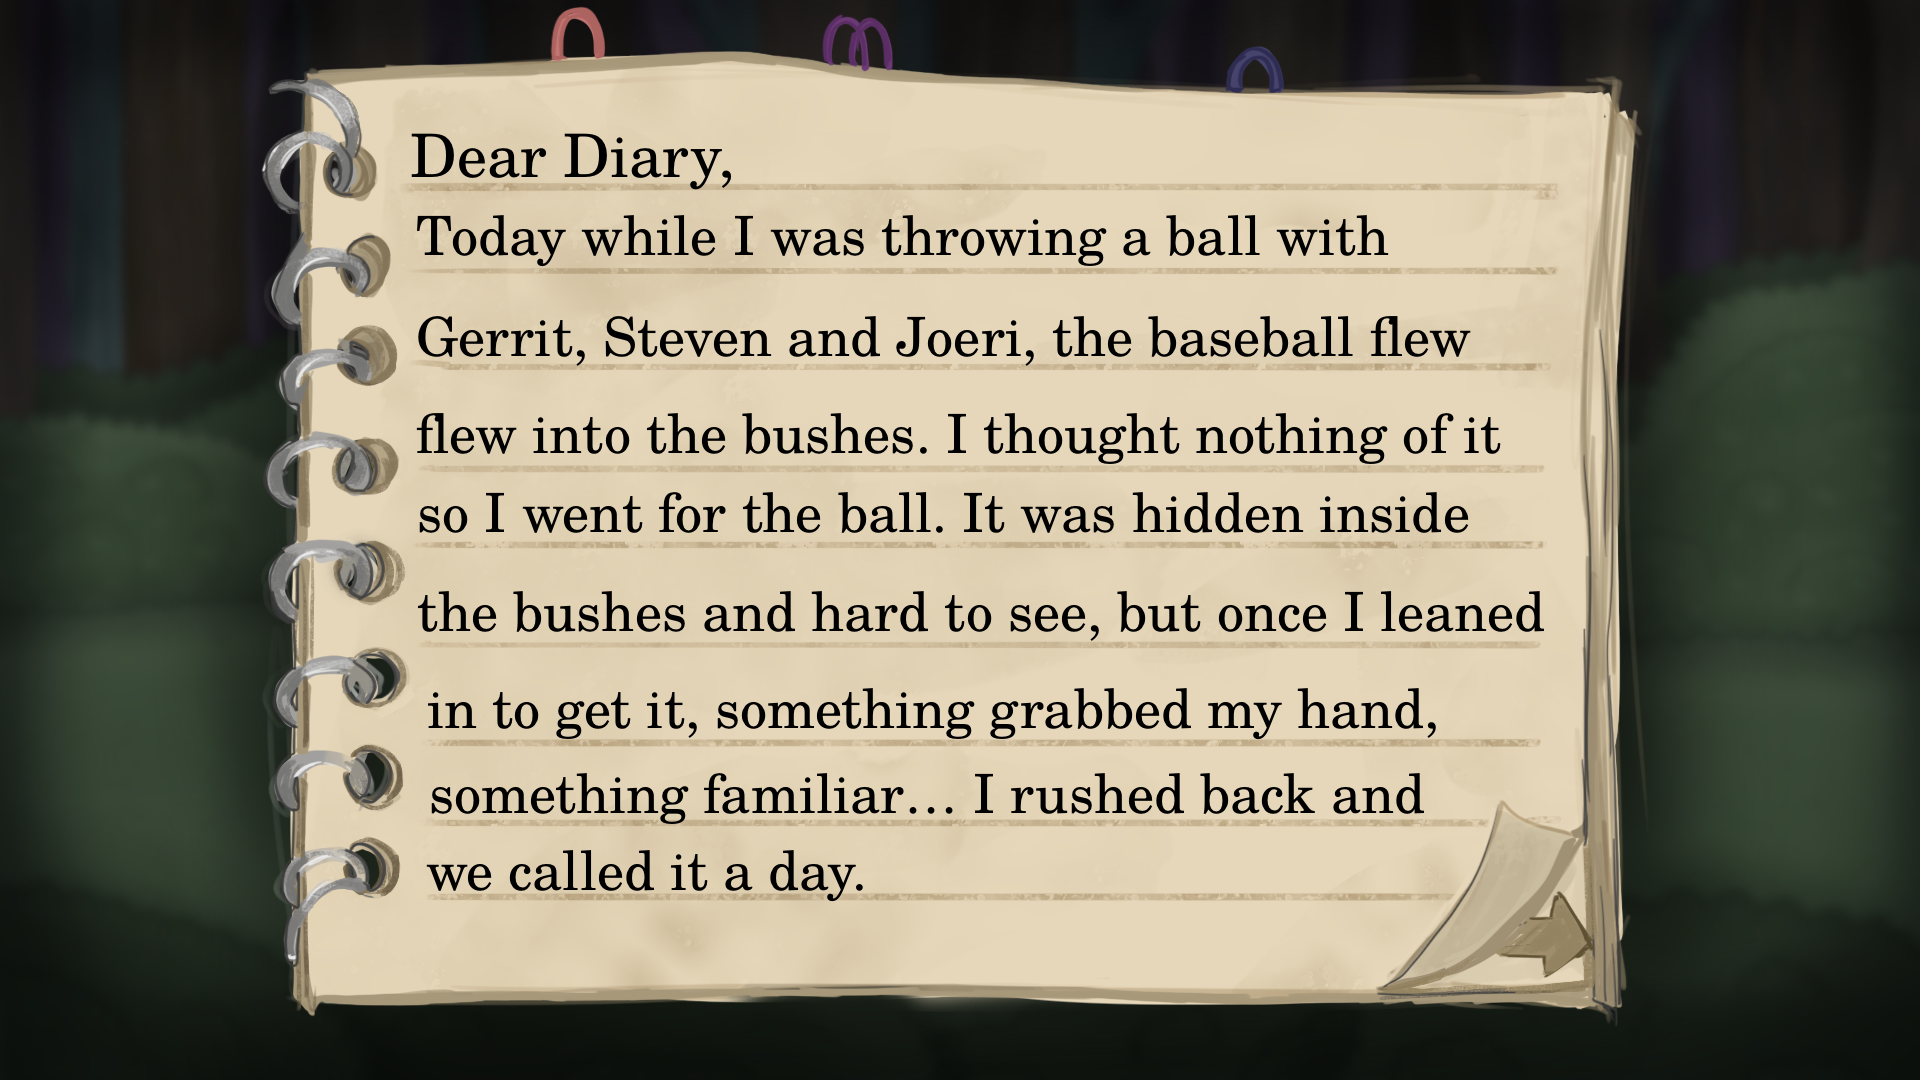 Dear Diary,
Today while I was throwing a ball with
Gerrit, Steven and Joeri, the baseball flew
flew into the bushes. I thought nothing of it
so I went for the ball. It was hidden inside
the bushes and hard to see, but once I leaned
in to get it, something grabbed my hand,
something familiar… I rushed back and
we called it a day.